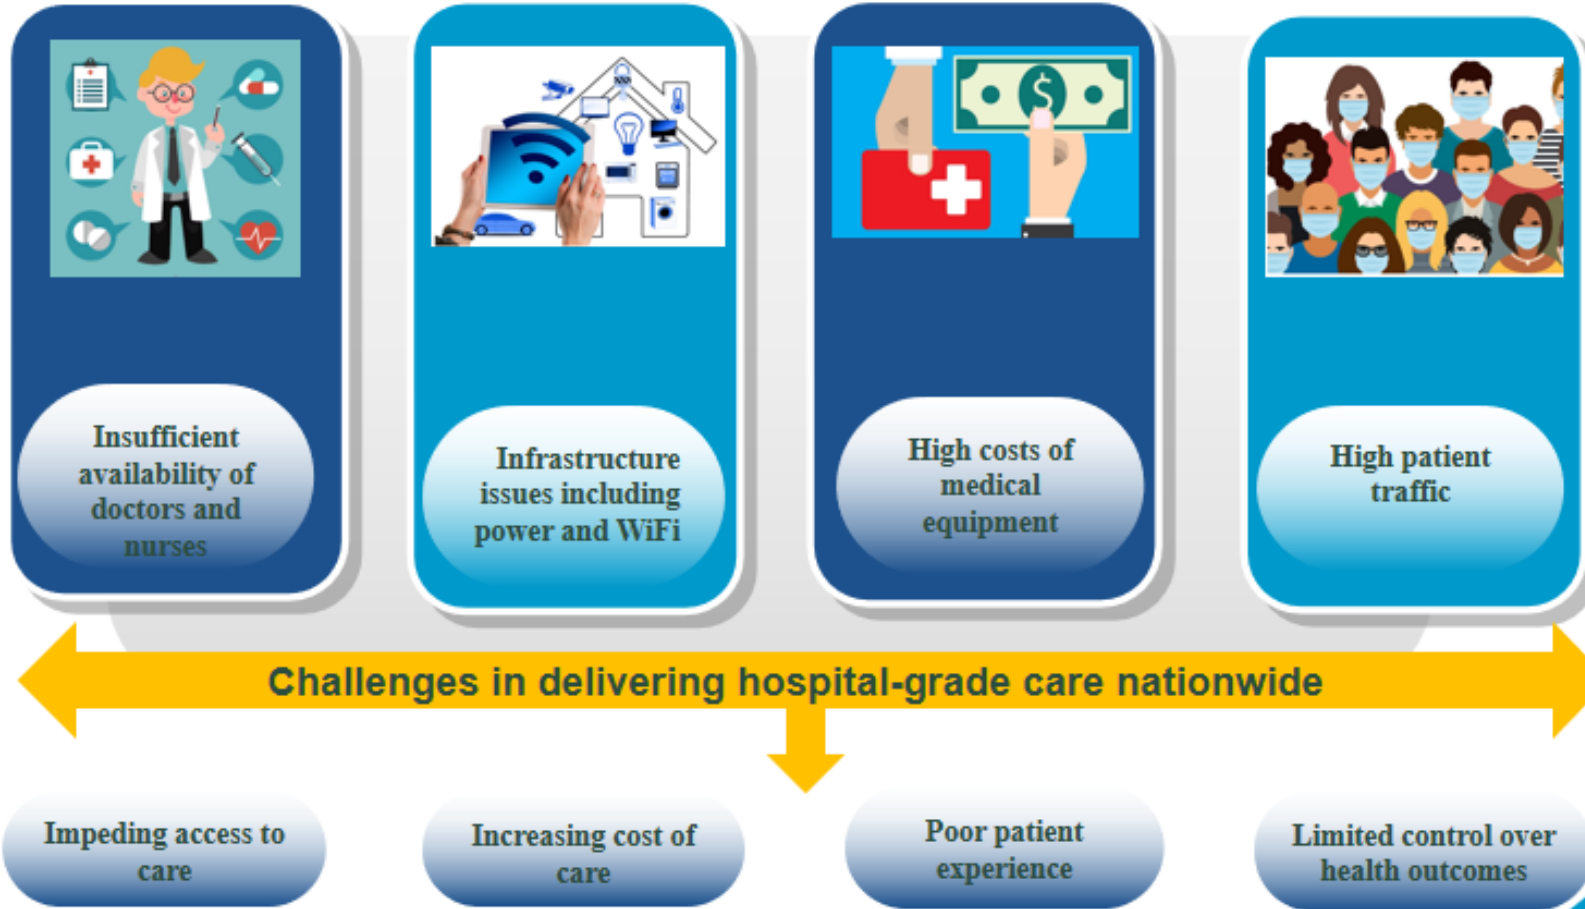 Insufficient
availability of
doctors and
nurses
Infrastructure
issues including
power and WiFi
High costs of
medical
equipment
High patient
traffic
Challenges in delivering hospital-grade care nationwide
Impeding access to
care
Increasing cost of
care
Poor patient
experience
Limited control over
health outcomes